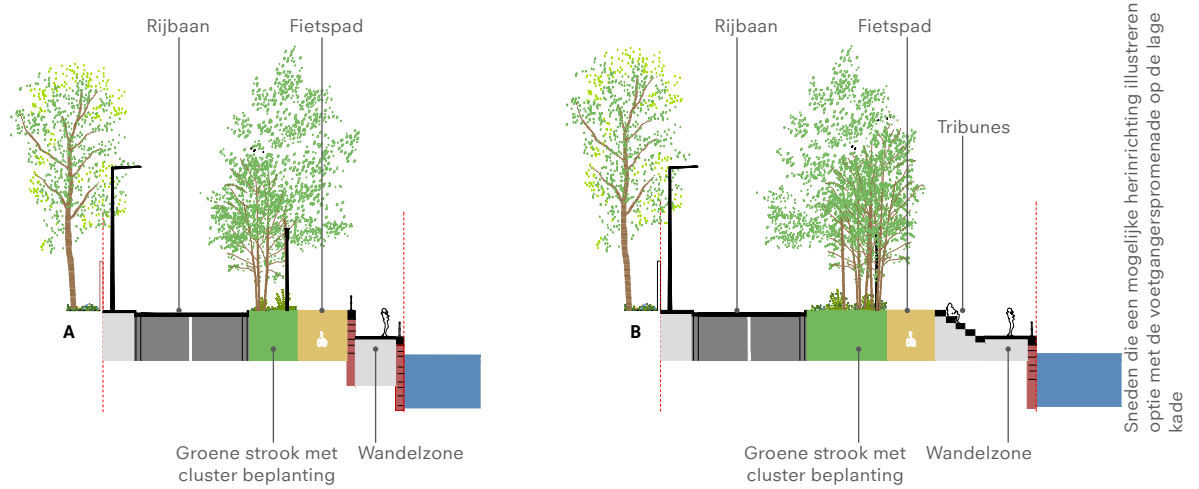 Rijbaan
Fietspad
A
Groene strook met
cluster beplanting
Wandelzone
Rijbaan
Fietspad
Tribunes
B
Groene strook met
cluster beplanting
Wandelzone
Sneden die een mogelijke herinrichting illustreren
optie met de voetgangerspromenade op de lage
kade